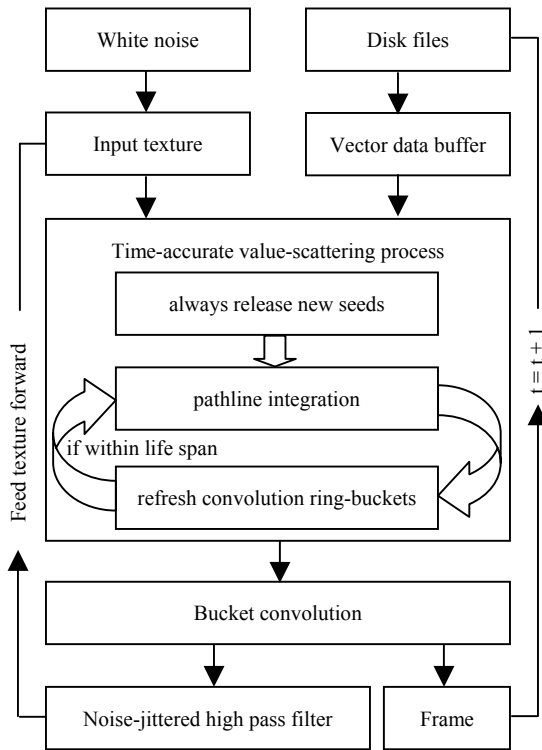 White noise
Disk files
Input texture
Vector data buffer
Time-accurate value-scattering process
always release new seeds
pathline integration
if within life span
refresh convolution ring-buckets
Feed texture forward
t = t + 1
Bucket convolution
Noise-jittered high pass filter
Frame